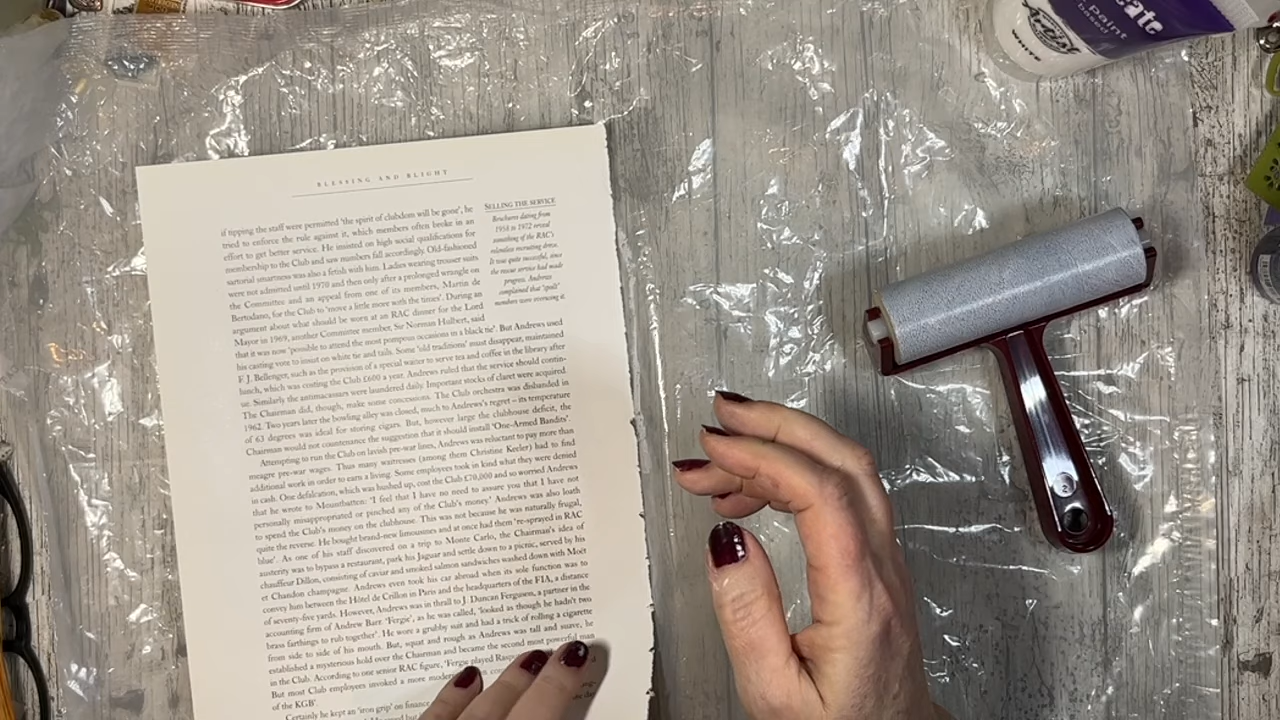 BLESSING AND BLIGHT
if tipping the staff were permitted 'the spirit of clubdom will be gone', he
tried to enforce the rule against it, which members often broke in an
effort to get better service. He insisted on high social qualifications for
membership to the Club and saw numbers fall accordingly. Old-fashioned
sartorial smartness was also a fetish with him. Ladies wearing trouser suits
were not admitted until 1970 and then only after a prolonged wrangle on
the Committee and an appeal from one of its members, Martin de
Bertodano, for the Club to 'move a little more with the times'. During an
argument about what should be worn at an RAC dinner for the Lord
Mayor in 1969, another Committee member, Sir Norman Hulbert, said
that it was now 'possible to attend the most pompous occasions in a black tie'. But Andrews used
his casting vote to insist on white tie and tails. Some 'old traditions' must disappear, maintained
F. J. Bellenger, such as the provision of a special waiter to serve tea and coffee in the library after
lunch, which was costing the Club £600 a year. Andrews ruled that the service should contin-
ue. Similarly the antimacassars were laundered daily. Important stocks of claret were acquired.
The Chairman did, though, make some concessions. The Club orchestra was disbanded in
1962. Two years later the bowling alley was closed, much to Andrews's regret – its temperature
of 63 degrees was ideal for storing cigars. But, however large the clubhouse deficit, the
Chairman would not countenance the suggestion that it should install 'One-Armed Bandits'.
Attempting to run the Club on lavish pre-war lines, Andrews was reluctant to pay more than
meagre pre-war wages. Thus many waitresses (among them Christine Keeler) had to find
additional work in order to earn a living. Some employees took in kind what they were denied
in cash. One defalcation, which was hushed up, cost the Club £70,000 and so worried Andrews
that he wrote to Mountbatten: 'I feel that I have no need to assure you that I have not
personally misappropriated or pinched any of the Club's money.' Andrews was also loath
to spend the Club's money on the clubhouse. This was not because he was naturally frugal,
quite the reverse. He bought brand-new limousines and at once had them 're-sprayed in RAC
blue'. As one of his staff discovered on a trip to Monte Carlo, the Chairman's idea of
austerity was to bypass a restaurant, park his Jaguar and settle down to a picnic, served by his
chauffeur Dillon, consisting of caviar and smoked salmon sandwiches washed down with Moët
et Chandon champagne. Andrews even took his car abroad when its sole function was to
convey him between the Hôtel de Crillon in Paris and the headquarters of the FIA, a distance
of seventy-five yards. However, Andrews was in thrall to J. Duncan Ferguson, a partner in the
accounting firm of Andrew Barr. 'Fergie', as he was called, 'looked as though he hadn't two
brass farthings to rub together'. He wore a grubby suit and had a trick of rolling a cigarette
from side to side of his mouth. But, squat and rough as Andrews was tall and suave, he
established a mysterious hold over the Chairman and became the second most powerful man
in the Club. According to one senior RAC figure, 'Fergie played
But most Club employees invoked a more modern
of the KGB'.
Certainly he kept an 'iron grip' on finance
SELLING THE SERVICE
Brochures dating from
1958 to 1972 reveal
something of the RAC's
relentless recruiting drive.
It was quite successful, since
the rescue service had made
progress. Andrews
complained that "quill"
members were overusing it.
cate
paint
based
WHITE